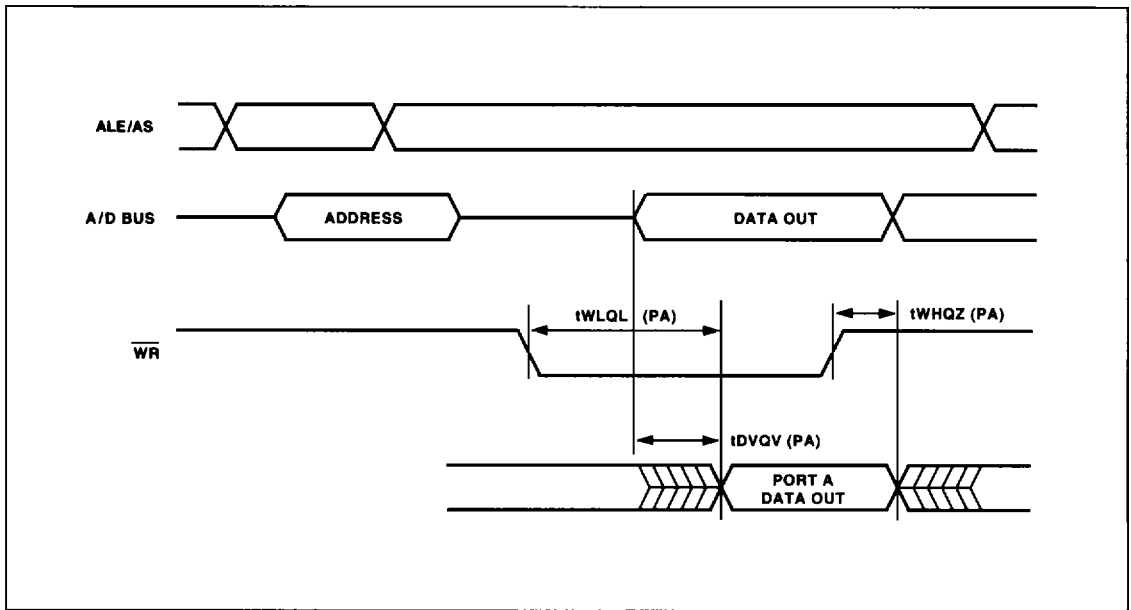 ALE/AS
A/D BUS
ADDRESS
DATA OUT
tWLQL (PA)
tWHQZ (PA)
WR
tDVQV (PA)
PORT A
DATA OUT